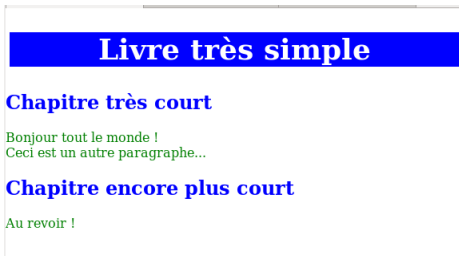 Livre très simple
Chapitre très court
Bonjour tout le monde !
Ceci est un autre paragraphe...
Chapitre encore plus court
Au revoir !